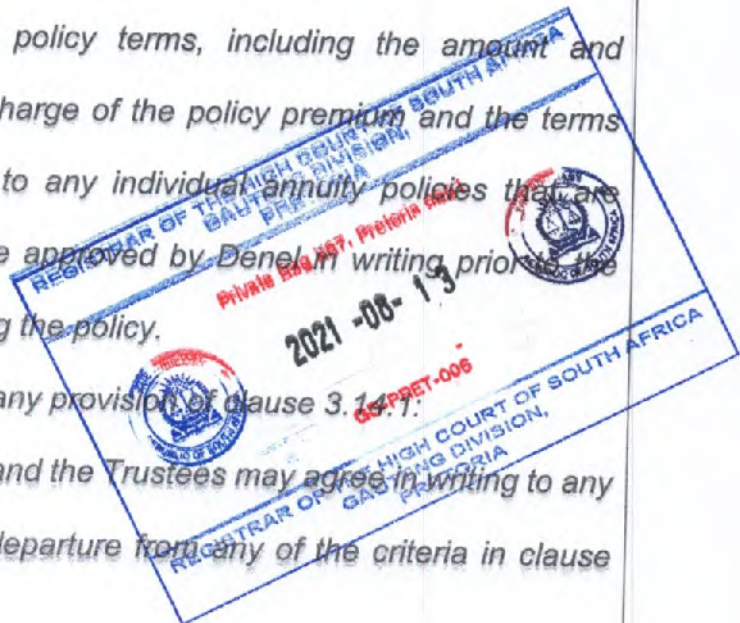 policy terms, including the amount and
charge of the policy premium and the terms
to any individual annuity policies that are
approved by Denel in writing prior to the
the policy.
any provision of clause 3.14.1:
and the Trustees may agree in writing to any
departure from any of the criteria in clause
REGISTRAR OF THE HIGH COURT OF SOUTH AFRICA
GAUTENG DIVISION,
PRETORIA
Private Bag X67, Pretoria
2021 -08- 13
PRET-006
REGISTRAR OF THE HIGH COURT OF SOUTH AFRICA
GAUTENG DIVISION,
PRETORIA